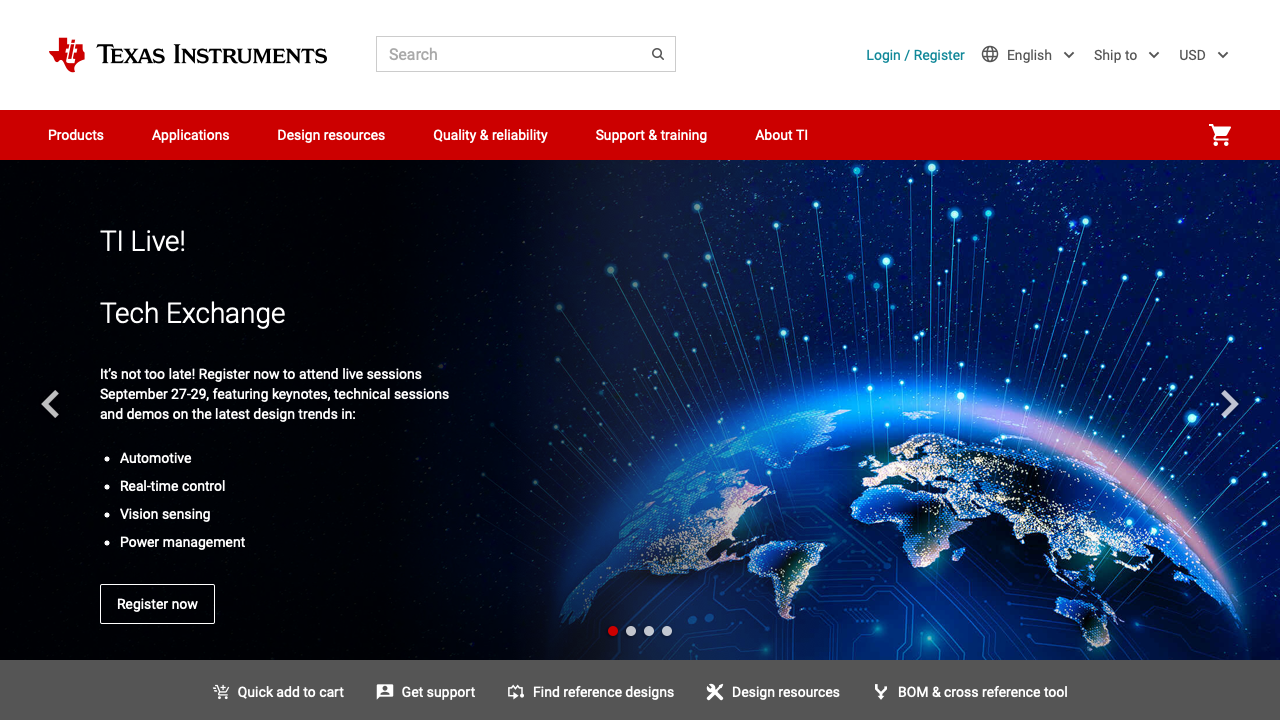 TEXAS INSTRUMENTS
Search
Login / Register
English
Ship to
USD
Products
Applications
Design resources
Quality & reliability
Support & training
About TI
TI Live!
Tech Exchange
It's not too late! Register now to attend live sessions
September 27-29, featuring keynotes, technical sessions
and demos on the latest design trends in:
• Automotive
• Real-time control
• Vision sensing
• Power management
Register now
Quick add to cart
Get support
Find reference designs
Design resources
BOM & cross reference tool